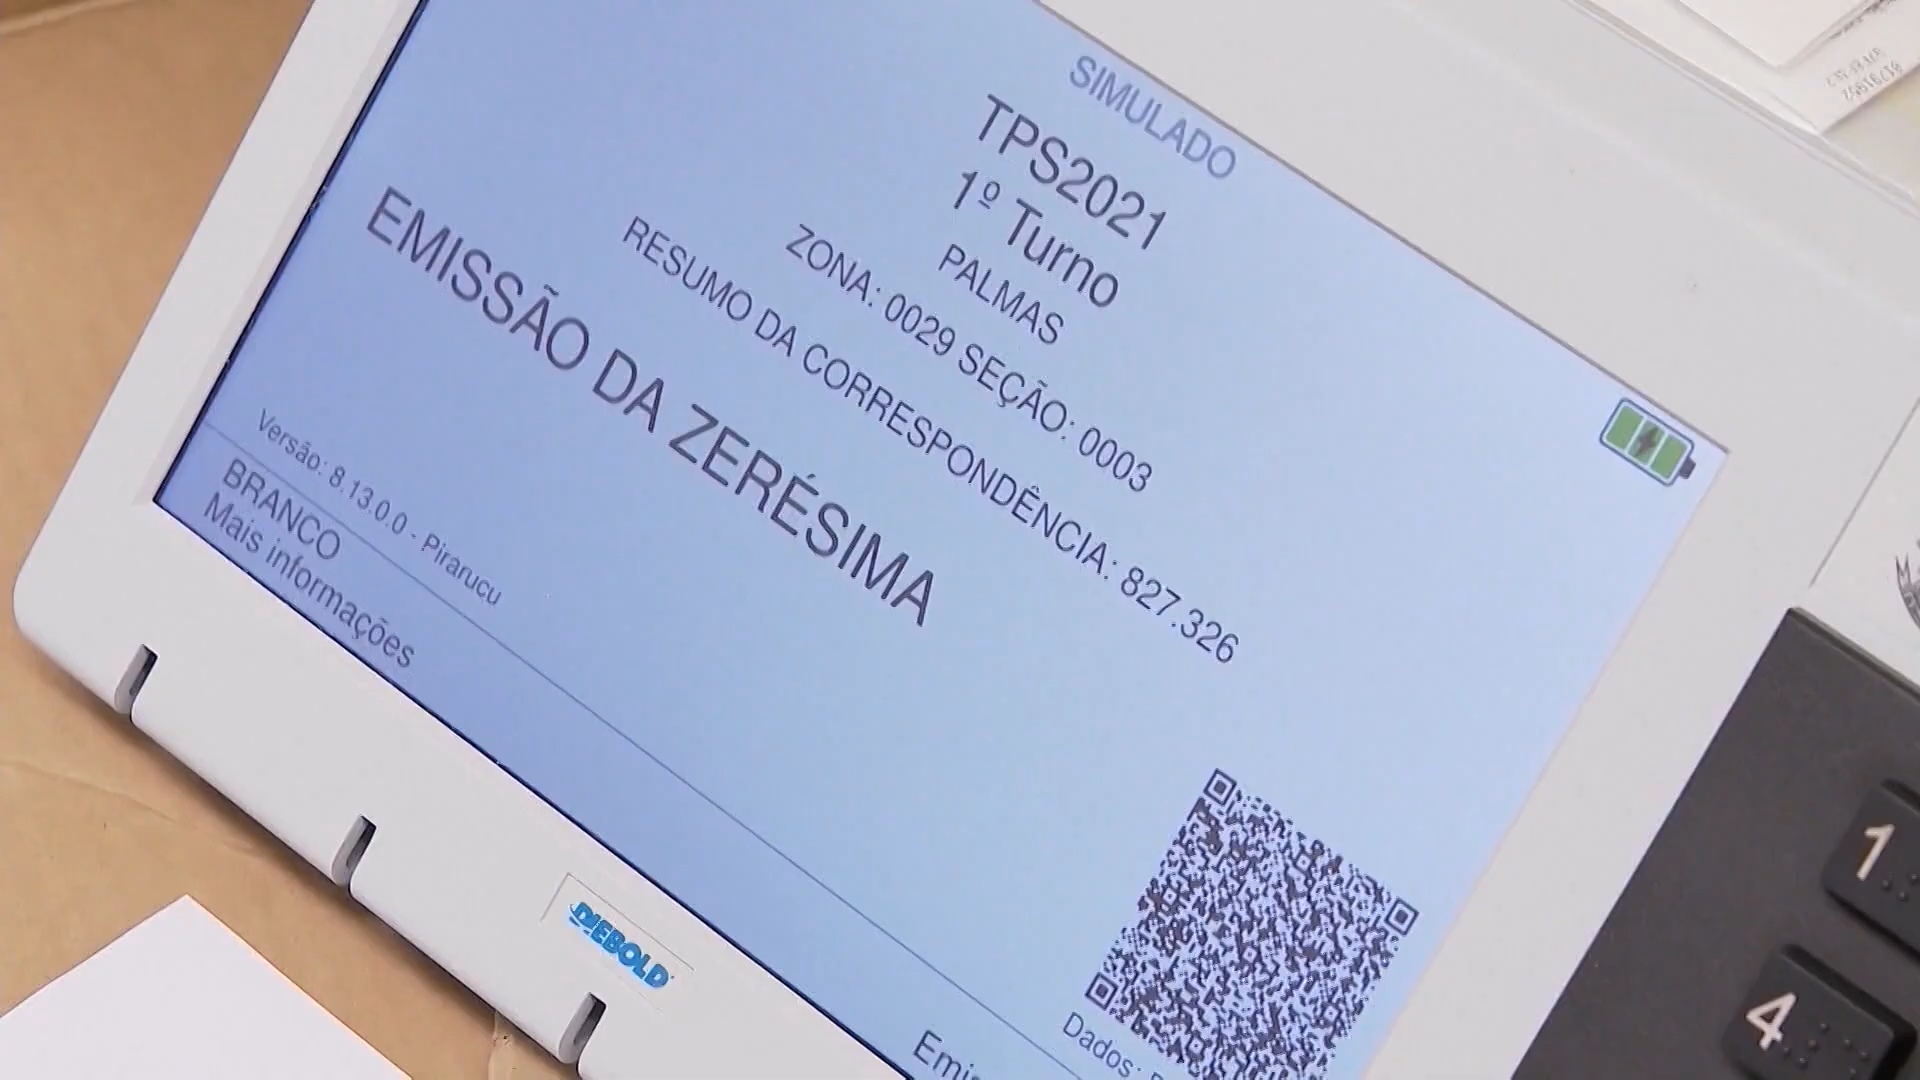 SIMULADO
TPS2021
1º Turno
PALMAS
ZONA: 0029 SEÇÃO: 0003
RESUMO DA CORRESPONDÊNCIA: 827.326
EMISSÃO DA ZERÉSIMA
Versão: 8.13.0.0 - Pirarucu
BRANCO
Mais informações
Dados:
DIEBOLD
1
4